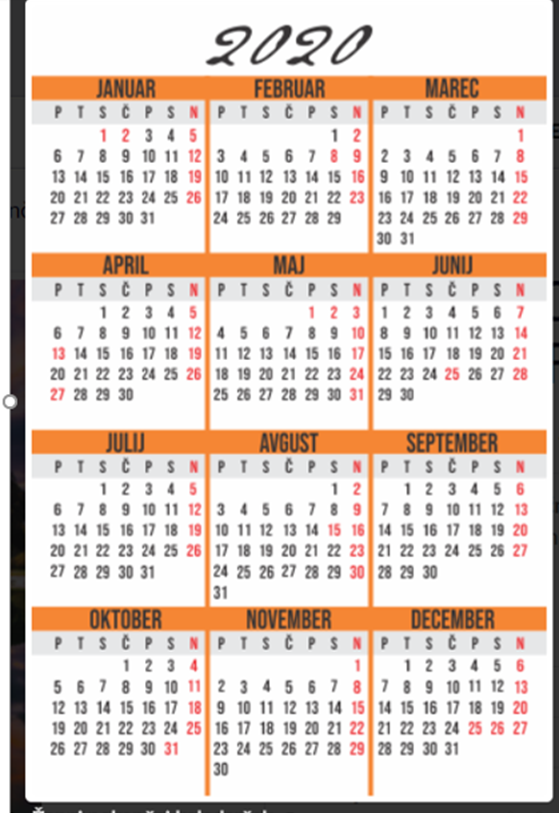 2020
JANUAR FEBRUAR MAREC
P T S Č P S N P T S Č P S N P T S Č P S N
1 2 3 4 5 1 2 1
6 7 8 9 10 11 12 3 4 5 6 7 8 9 2 3 4 5 6 7 8
13 14 15 16 17 18 19 10 11 12 13 14 15 16 9 10 11 12 13 14 15
20 21 22 23 24 25 26 17 18 19 20 21 22 23 16 17 18 19 20 21 22
27 28 29 30 31 24 25 26 27 28 29 23 24 25 26 27 28 29
30 31
APRIL MAJ JUNIJ
P T S Č P S N P T S Č P S N P T S Č P S N
1 2 3 4 5 1 2 3 1 2 3 4 5 6 7
6 7 8 9 10 11 12 4 5 6 7 8 9 10 8 9 10 11 12 13 14
13 14 15 16 17 18 19 11 12 13 14 15 16 17 15 16 17 18 19 20 21
20 21 22 23 24 25 26 18 19 20 21 22 23 24 22 23 24 25 26 27 28
27 28 29 30 25 26 27 28 29 30 31 29 30
JULIJ AVGUST SEPTEMBER
P T S Č P S N P T S Č P S N P T S Č P S N
1 2 3 4 5 1 2 1 2 3 4 5 6
6 7 8 9 10 11 12 3 4 5 6 7 8 9 7 8 9 10 11 12 13
13 14 15 16 17 18 19 10 11 12 13 14 15 16 14 15 16 17 18 19 20
20 21 22 23 24 25 26 17 18 19 20 21 22 23 21 22 23 24 25 26 27
27 28 29 30 31 24 25 26 27 28 29 30 28 29 30
31
OKTOBER NOVEMBER DECEMBER
P T S Č P S N P T S Č P S N P T S Č P S N
1 2 3 4 1 1 2 3 4 5 6
5 6 7 8 9 10 11 2 3 4 5 6 7 8 7 8 9 10 11 12 13
12 13 14 15 16 17 18 9 10 11 12 13 14 15 14 15 16 17 18 19 20
19 20 21 22 23 24 25 16 17 18 19 20 21 22 21 22 23 24 25 26 27
26 27 28 29 30 31 23 24 25 26 27 28 29 28 29 30 31
30